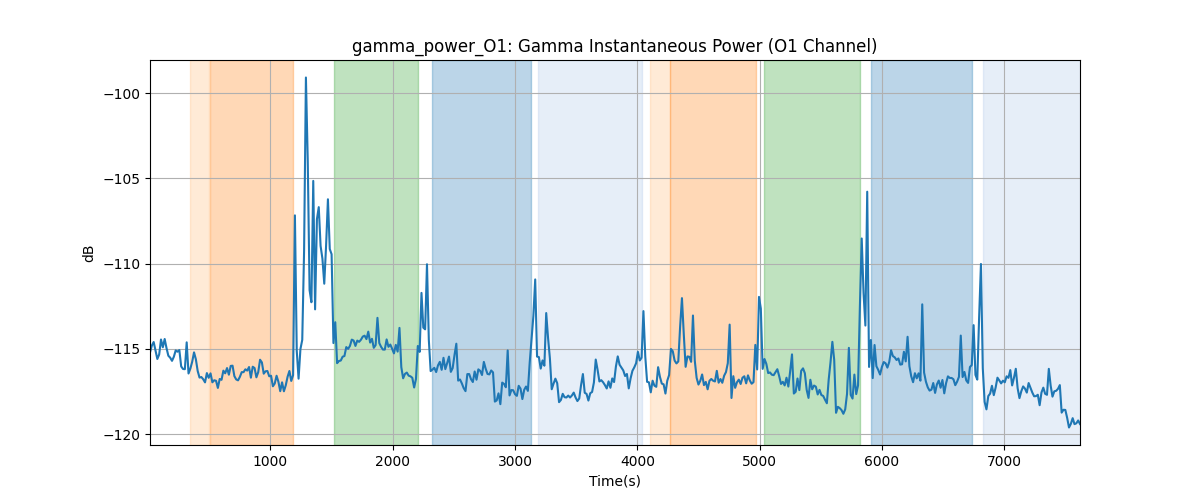 gamma_power_O1: Gamma Instantaneous Power (O1 Channel)
dB
−100
−105
−110
−115
−120
1000 2000 3000 4000 5000 6000 7000
Time(s)